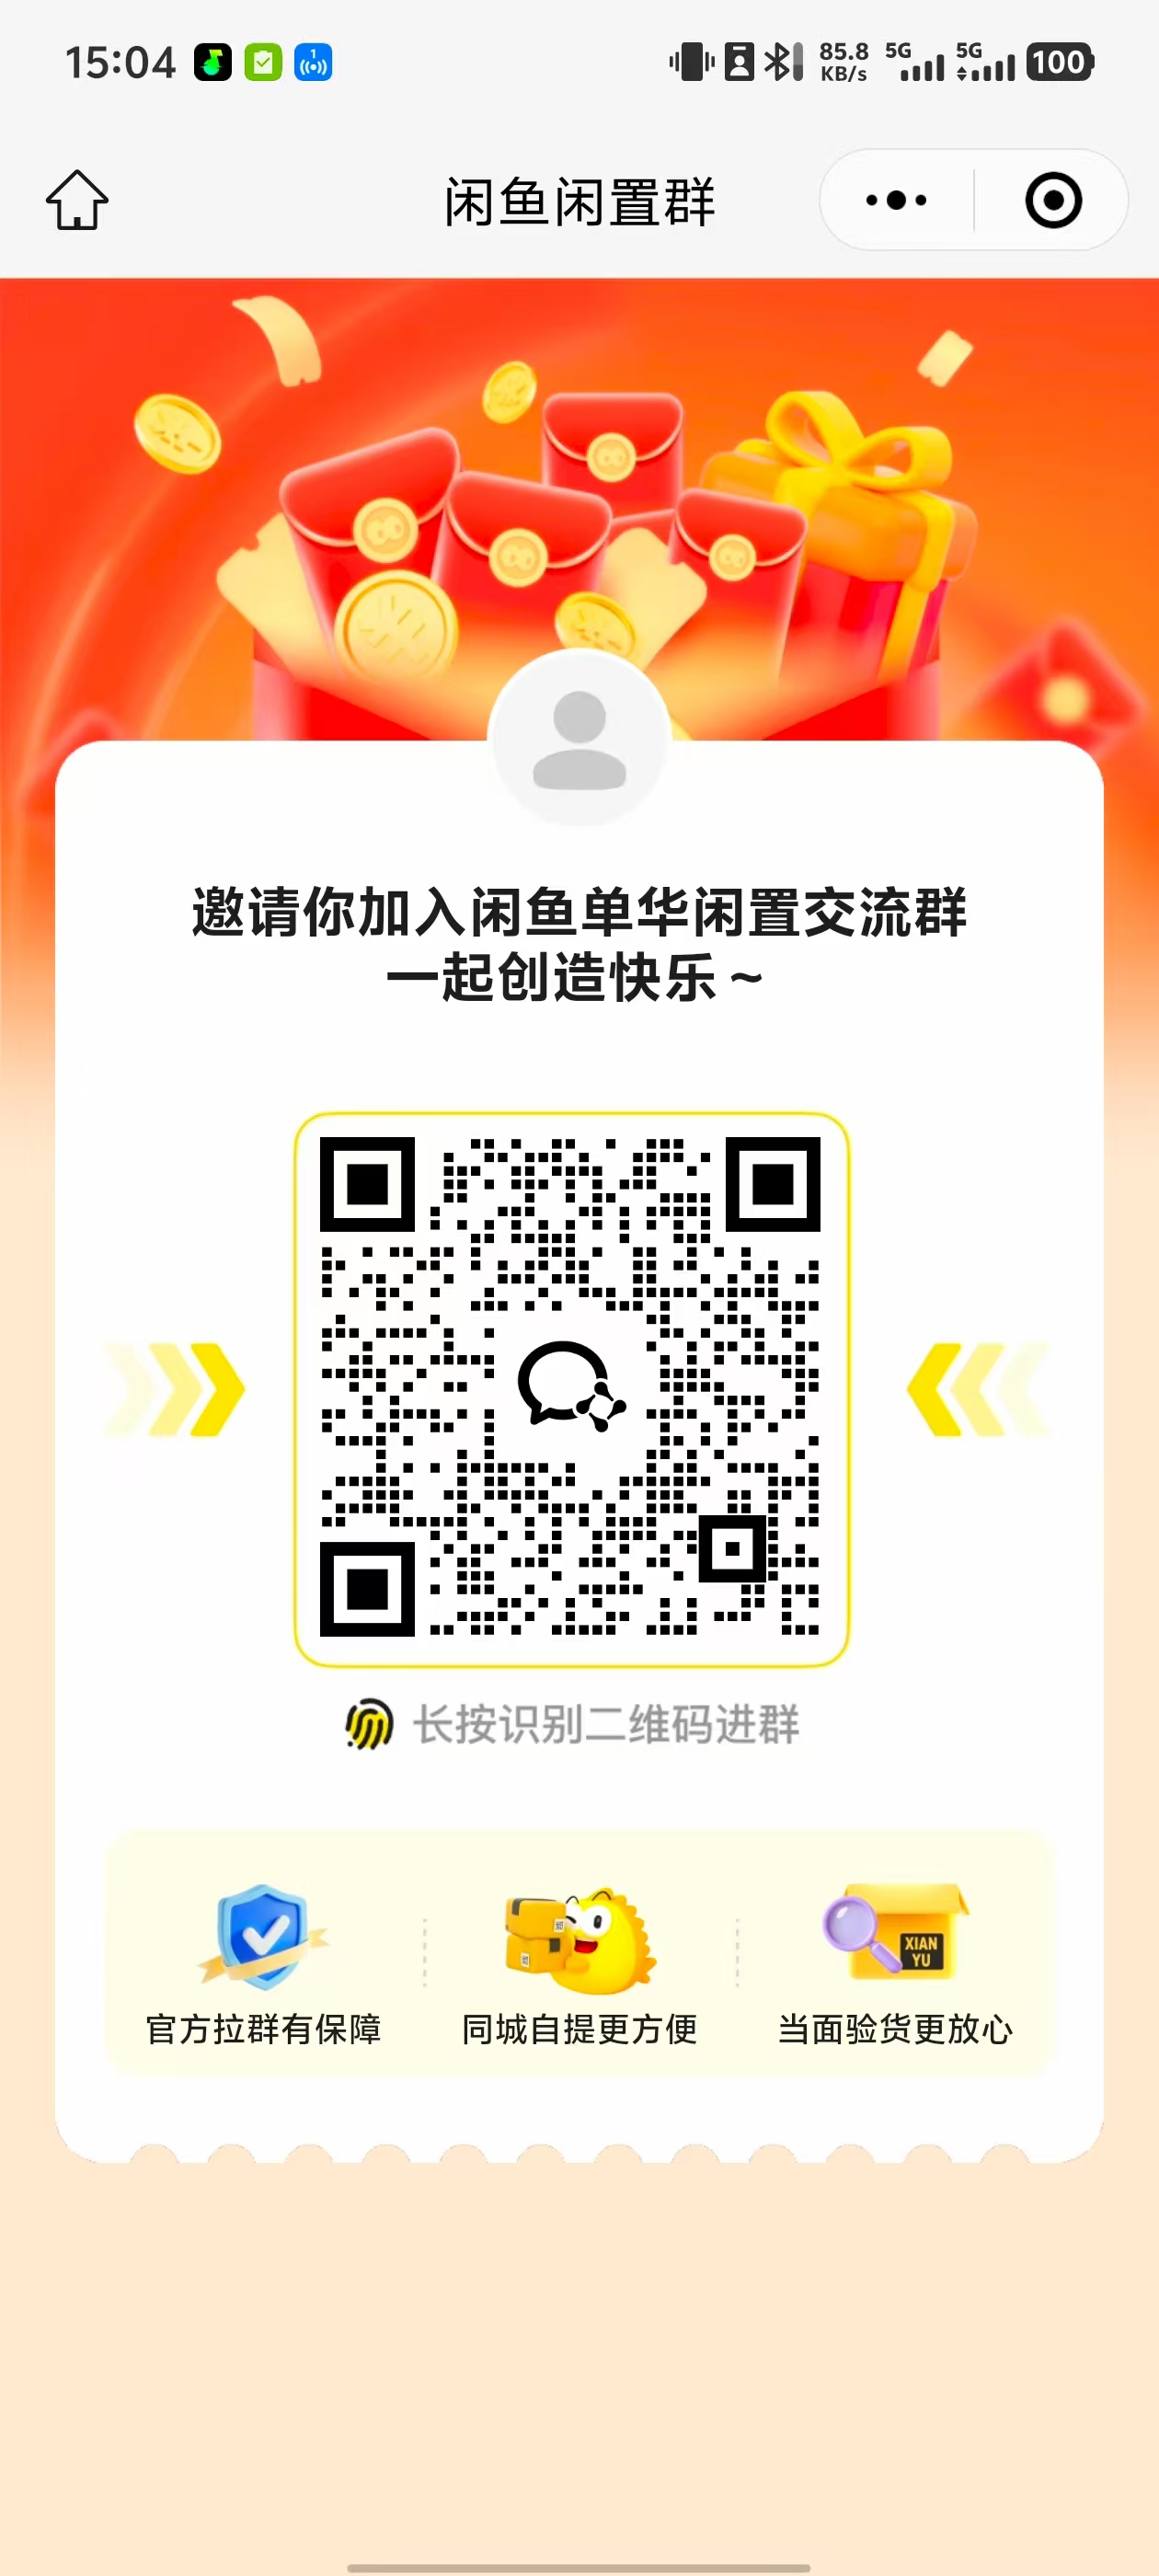 15:04
85.8
KB/s
5G
5G
100
闲鱼闲置群
邀请你加入闲鱼单华闲置交流群
一起创造快乐~
长按识别二维码进群
XIAN
YU
官方拉群有保障
同城自提更方便
当面验货更放心